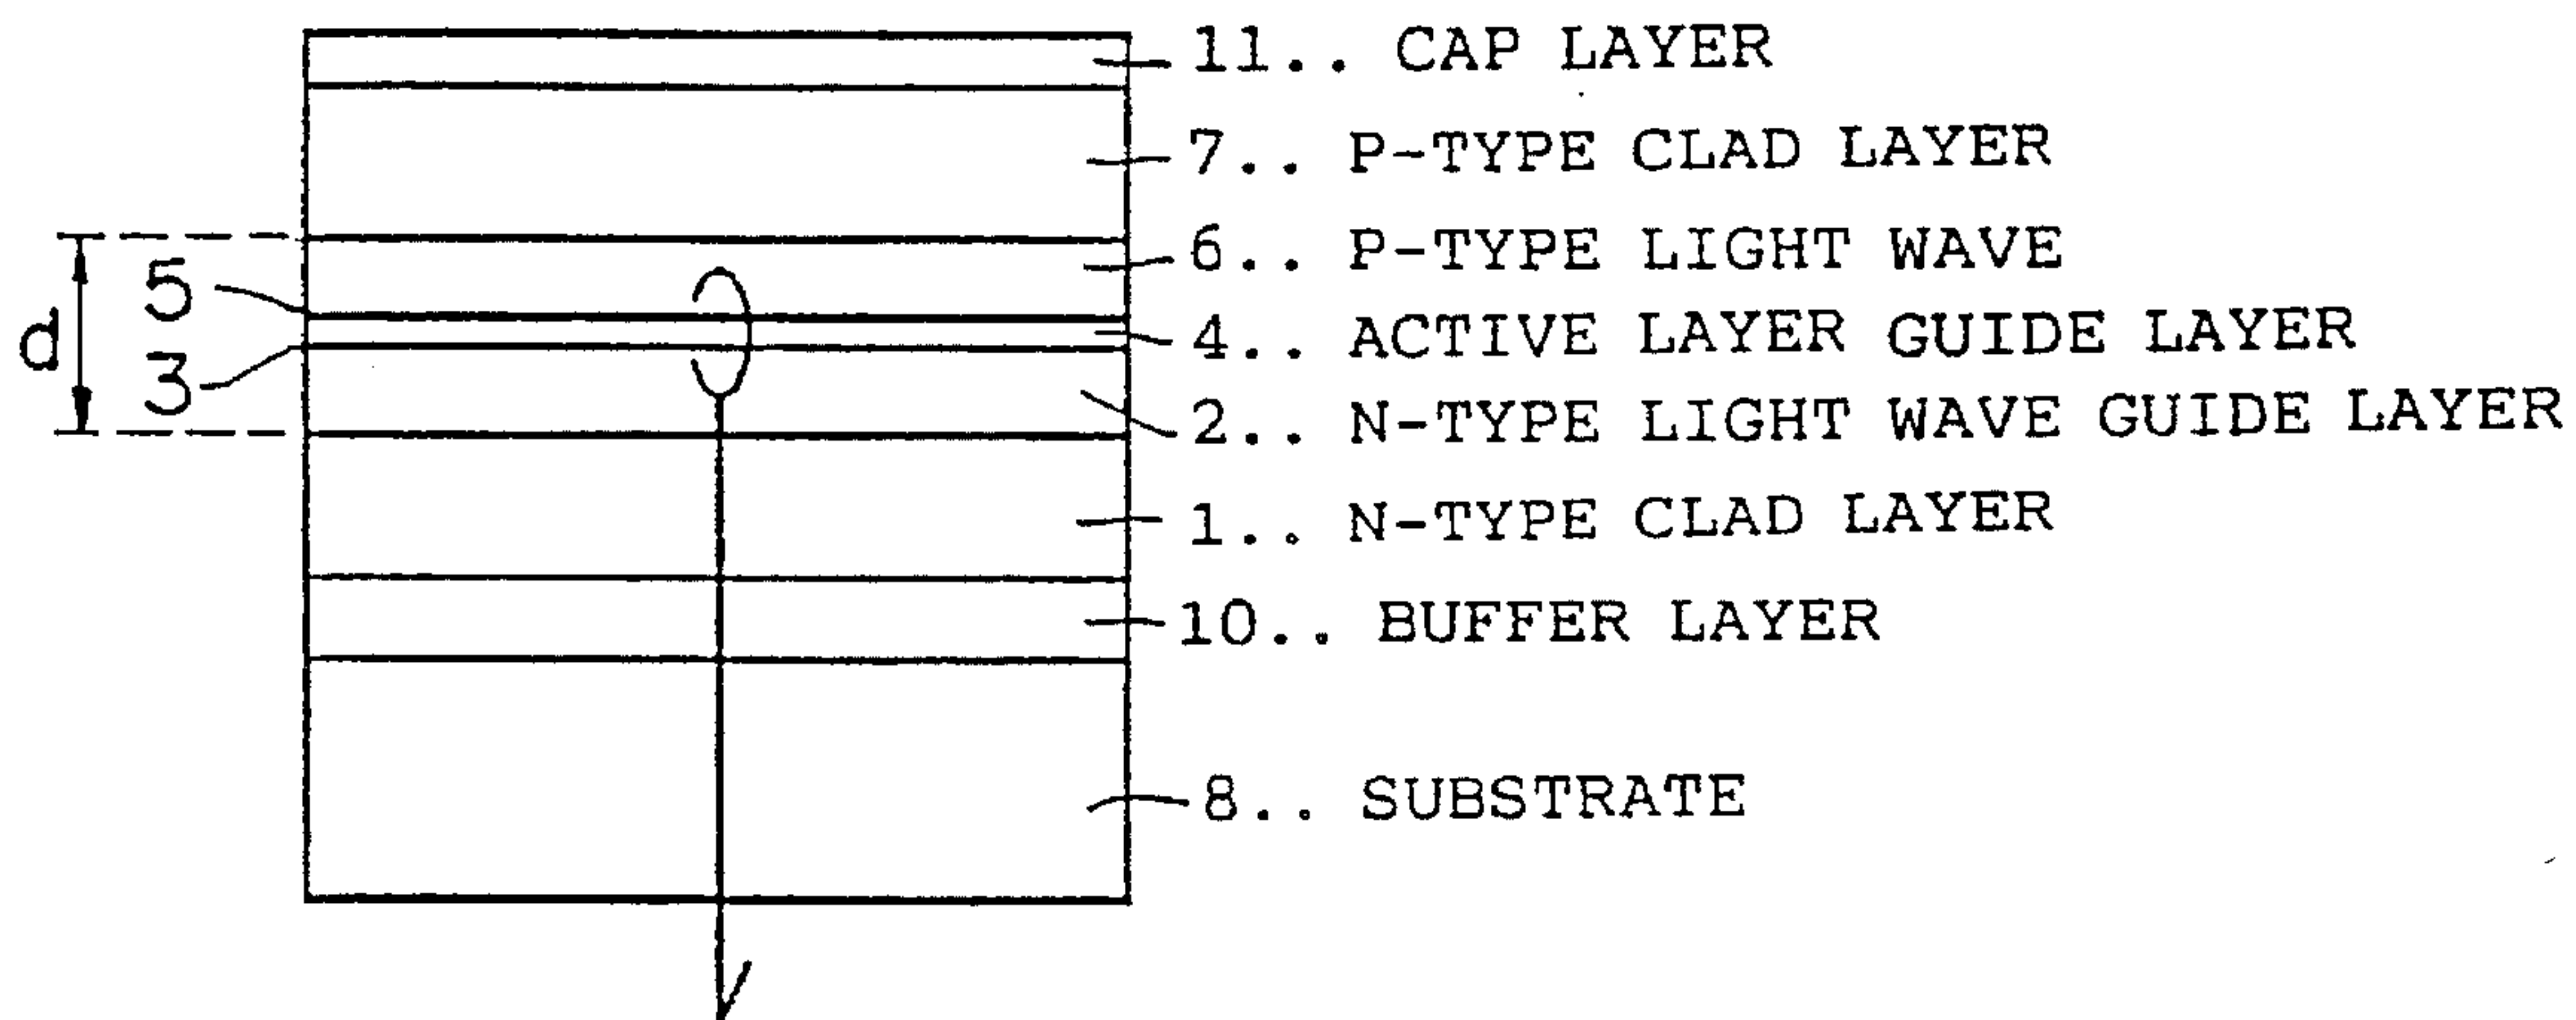 11.. CAP LAYER
7.. P-TYPE CLAD LAYER
6.. P-TYPE LIGHT WAVE
5
4.. ACTIVE LAYER GUIDE LAYER
d
3
2.. N-TYPE LIGHT WAVE GUIDE LAYER
1.. N-TYPE CLAD LAYER
10.. BUFFER LAYER
8.. SUBSTRATE